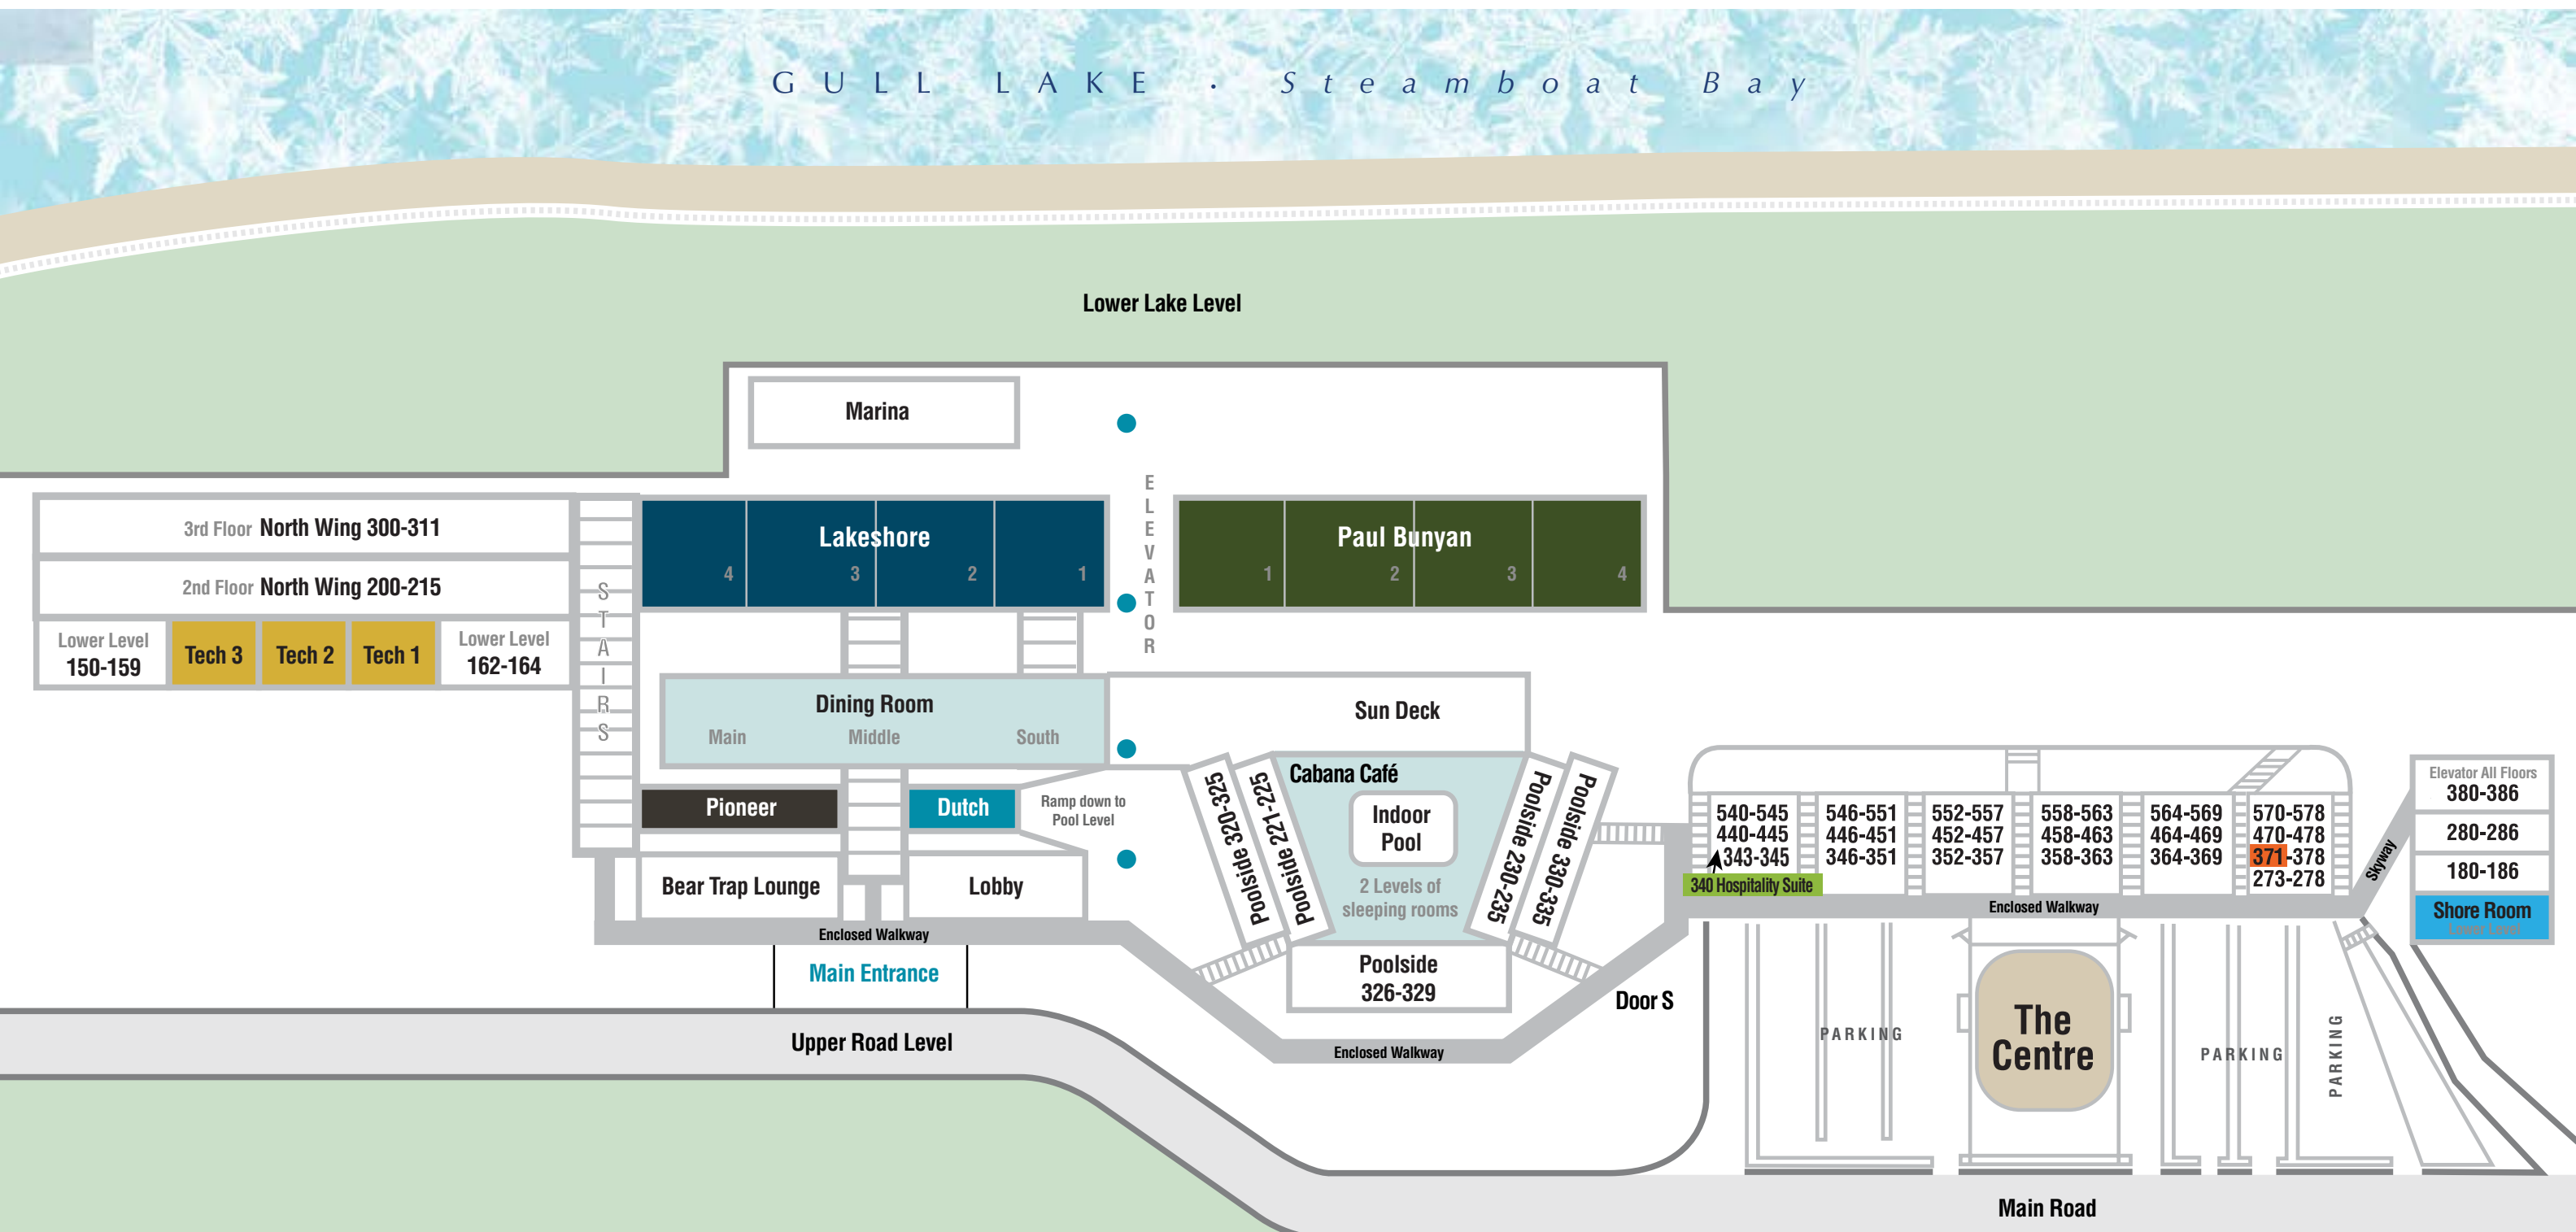 GULL LAKE · Steamboat Bay
Lower Lake Level
Marina
ELEVATOR
3rd Floor North Wing 300-311
2nd Floor North Wing 200-215
Lower Level
150-159
Tech 3
Tech 2
Tech 1
Lower Level
162-164
STAIRS
Lakeshore
4 3 2 1
Paul Bunyan
1 2 3 4
Dining Room
Main Middle South
Sun Deck
Pioneer
Dutch
Ramp down to
Pool Level
Bear Trap Lounge
Lobby
Enclosed Walkway
Main Entrance
Upper Road Level
Poolside 320-325
Poolside 221-225
Cabana Café
Indoor
Pool
2 Levels of
sleeping rooms
Poolside 230-235
Poolside 330-335
Poolside
326-329
Enclosed Walkway
Door S
540-545
440-445
343-345
340 Hospitality Suite
546-551
446-451
346-351
552-557
452-457
352-357
558-563
458-463
358-363
564-569
464-469
364-369
570-578
470-478
371-378
273-278
Enclosed Walkway
Skyway
Elevator All Floors
380-386
280-286
180-186
Shore Room
Lower Level
PARKING
The
Centre
PARKING
PARKING
Main Road